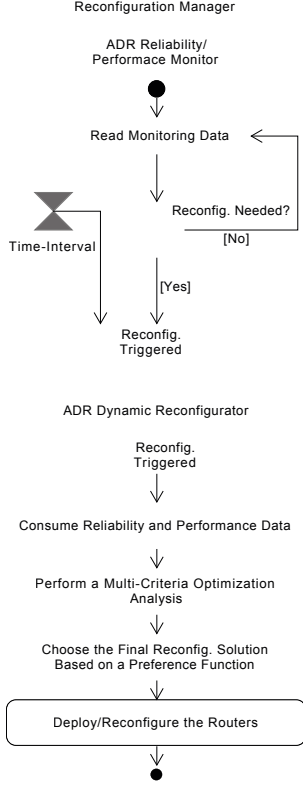 Reconfiguration Manager
ADR Reliability/
Performace Monitor
Read Monitoring Data
Reconfig. Needed?
[No]
Time-Interval
[Yes]
Reconfig.
Triggered
ADR Dynamic Reconfigurator
Reconfig.
Triggered
Consume Reliability and Performance Data
Perform a Multi-Criteria Optimization
Analysis
Choose the Final Reconfig. Solution
Based on a Preference Function
Deploy/Reconfigure the Routers